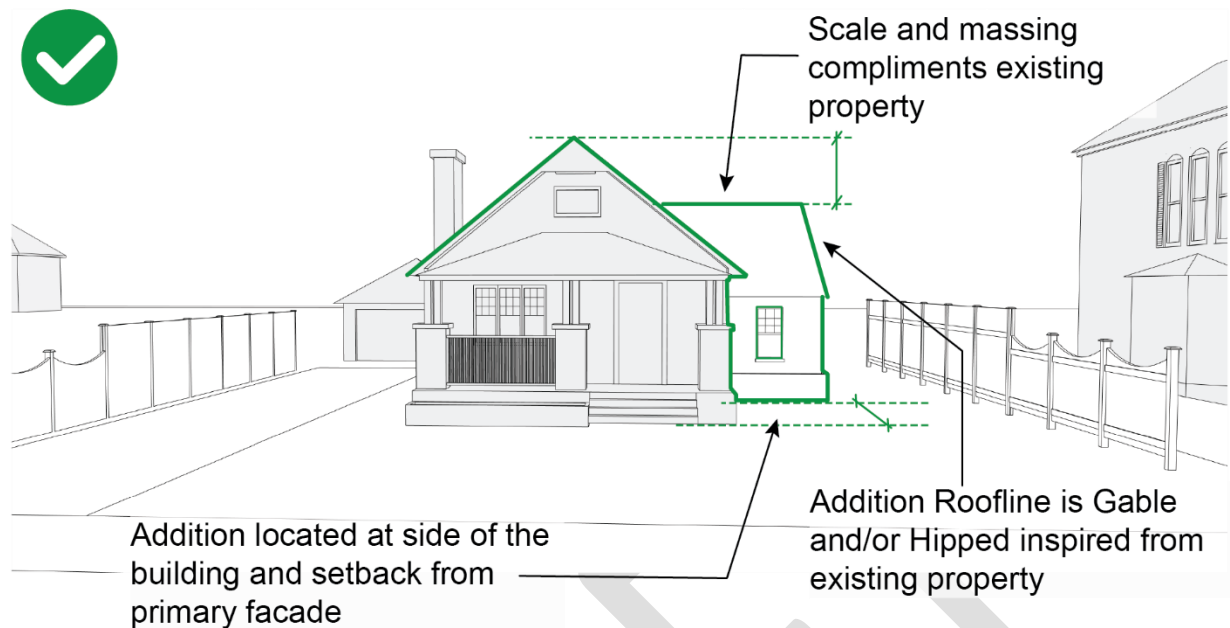 Scale and massing
compliments existing
property
Addition located at side of the
building and setback from
primary facade
Addition Roofline is Gable
and/or Hipped inspired from
existing property